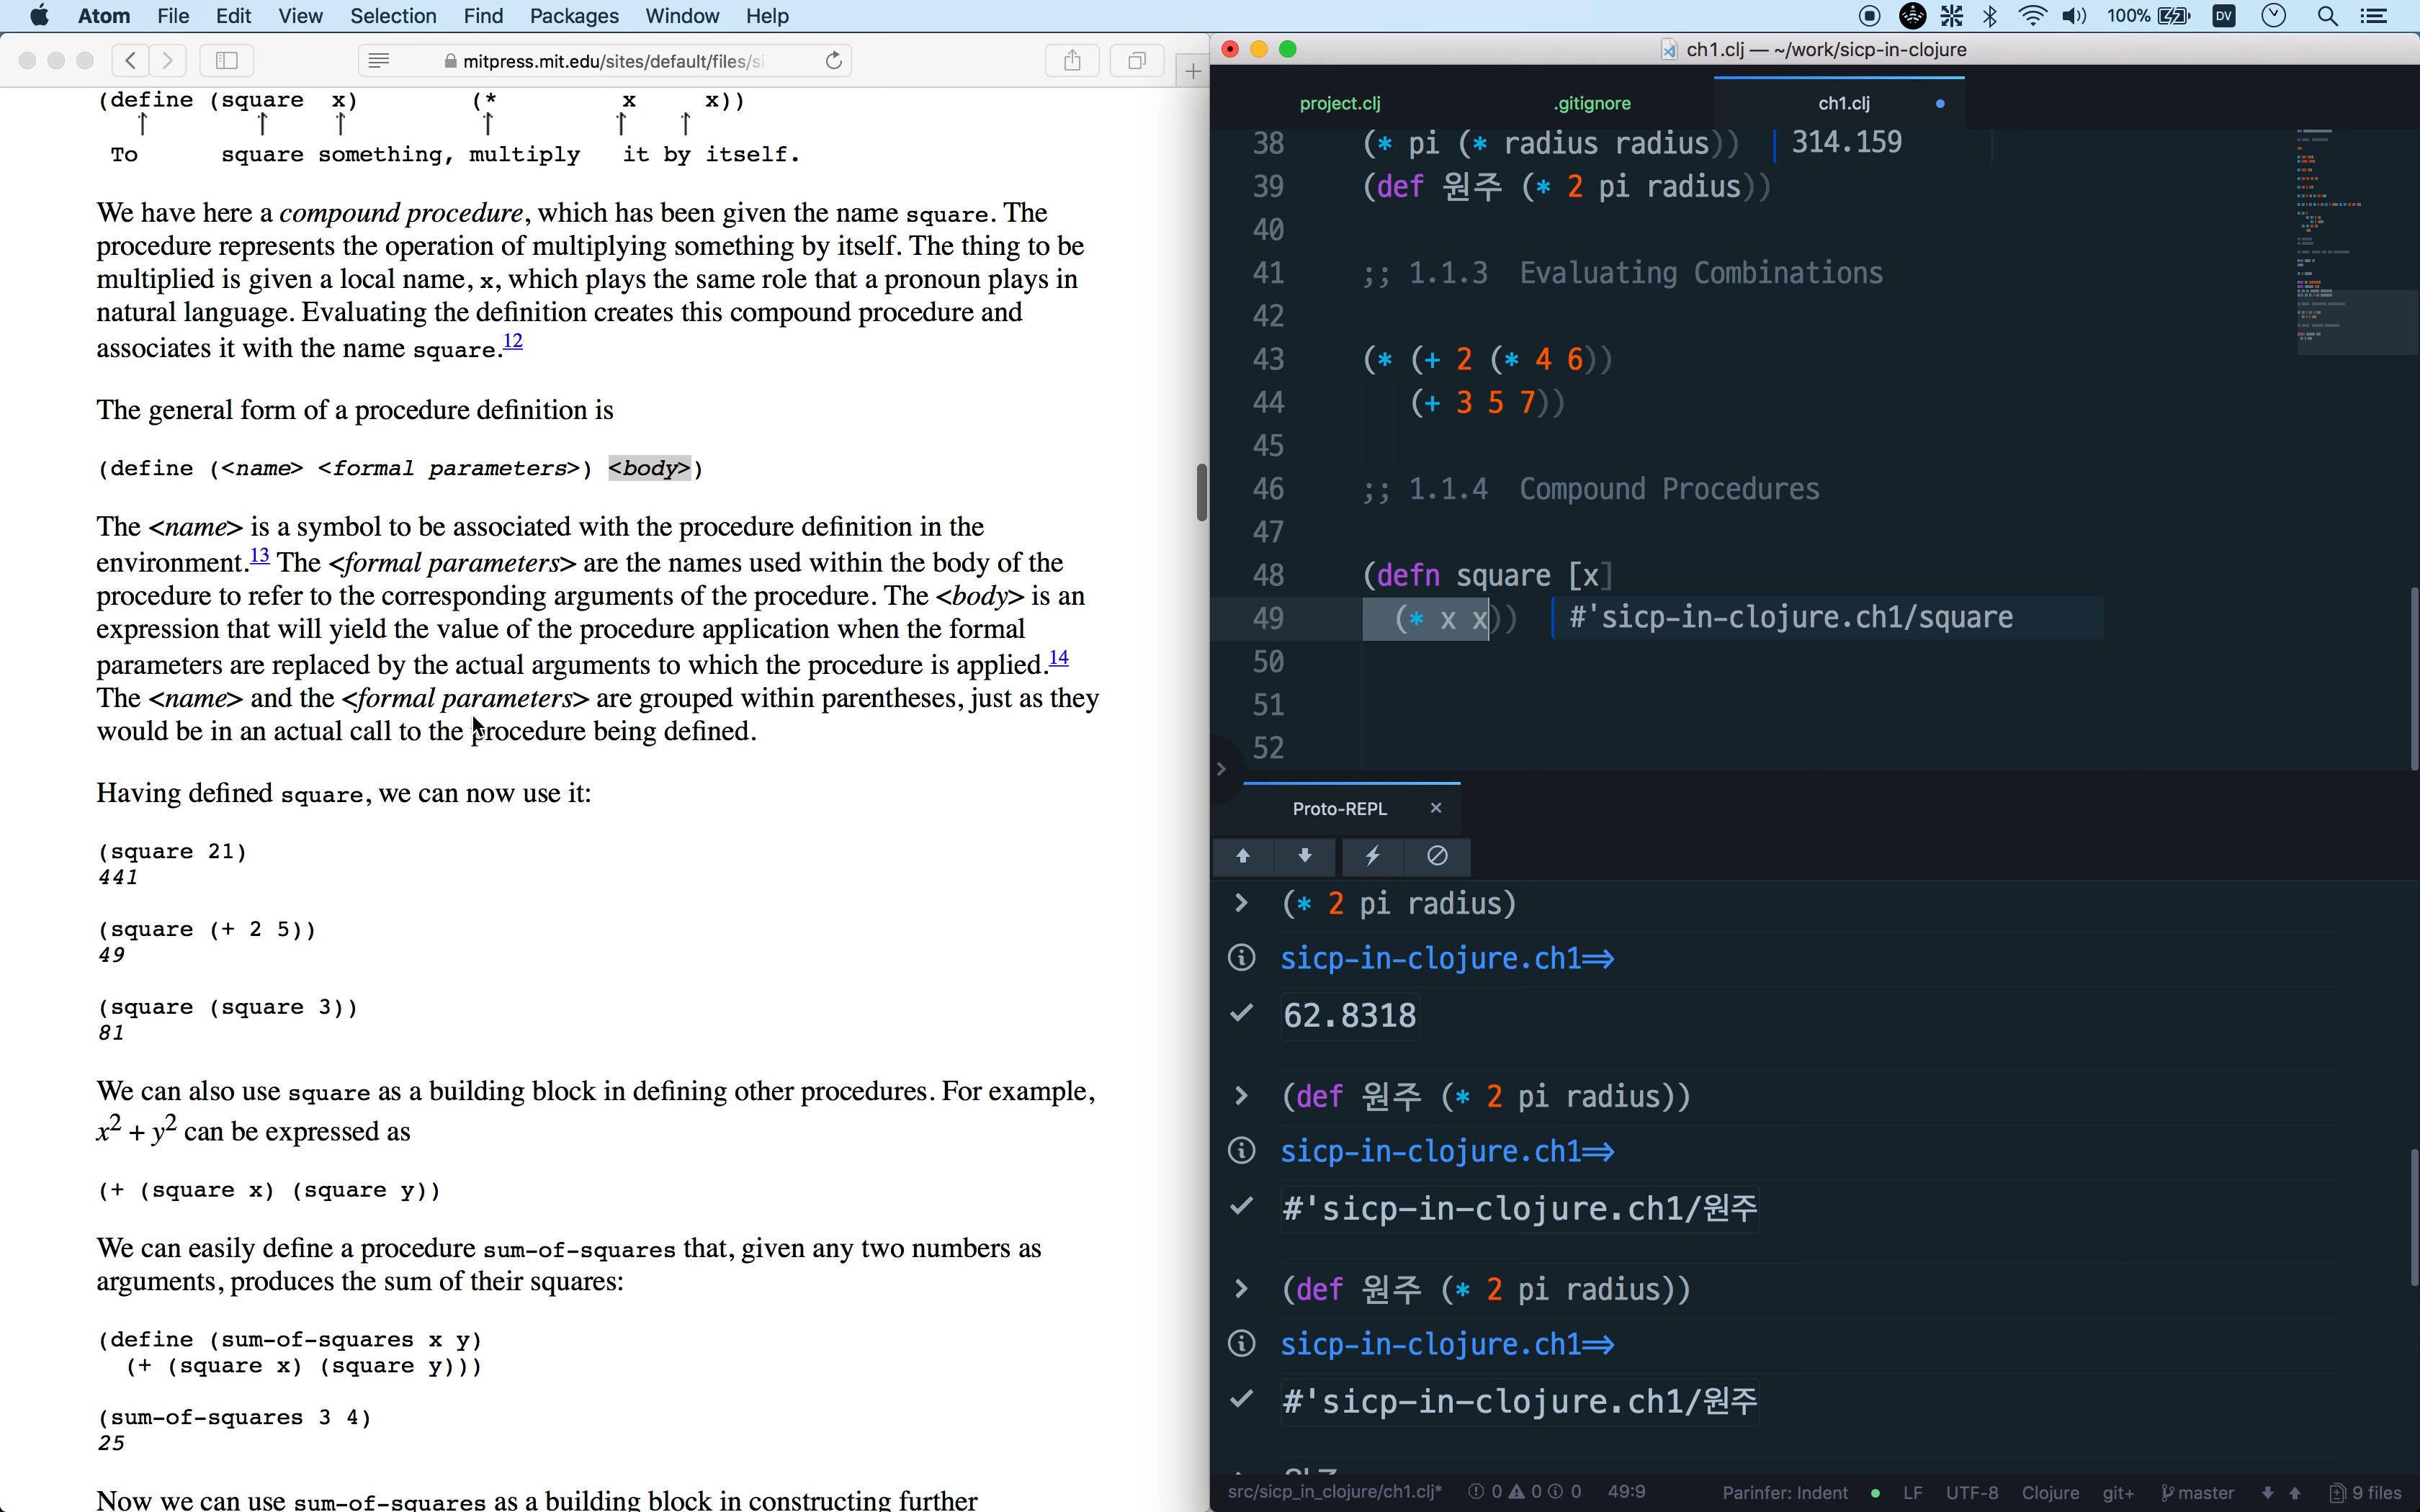 Atom File Edit View Selection Find Packages Window Help
100%
DV
mitpress.mit.edu/sites/default/files/si
(define (square x) (* x x))
To square something, multiply it by itself.
We have here a compound procedure, which has been given the name square. The
procedure represents the operation of multiplying something by itself. The thing to be
multiplied is given a local name, x, which plays the same role that a pronoun plays in
natural language. Evaluating the definition creates this compound procedure and
associates it with the name square.12
The general form of a procedure definition is
(define (<name> <formal parameters>) <body>)
The <name> is a symbol to be associated with the procedure definition in the
environment.13 The <formal parameters> are the names used within the body of the
procedure to refer to the corresponding arguments of the procedure. The <body> is an
expression that will yield the value of the procedure application when the formal
parameters are replaced by the actual arguments to which the procedure is applied.14
The <name> and the <formal parameters> are grouped within parentheses, just as they
would be in an actual call to the procedure being defined.
Having defined square, we can now use it:
(square 21)
441
(square (+ 2 5))
49
(square (square 3))
81
We can also use square as a building block in defining other procedures. For example,
x2 + y2 can be expressed as
(+ (square x) (square y))
We can easily define a procedure sum-of-squares that, given any two numbers as
arguments, produces the sum of their squares:
(define (sum-of-squares x y)
(+ (square x) (square y)))
(sum-of-squares 3 4)
25
Now we can use sum-of-squares as a building block in constructing further
ch1.clj — ~/work/sicp-in-clojure
project.clj .gitignore ch1.clj
38 (* pi (* radius radius)) 314.159
39 (def 원주 (* 2 pi radius))
40
41 ;; 1.1.3 Evaluating Combinations
42
43 (* (+ 2 (* 4 6))
44 (+ 3 5 7))
45
46 ;; 1.1.4 Compound Procedures
47
48 (defn square [x]
49 (* x x)) #'sicp-in-clojure.ch1/square
50
51
52
Proto-REPL
(* 2 pi radius)
sicp-in-clojure.ch1=>
62.8318
(def 원주 (* 2 pi radius))
sicp-in-clojure.ch1=>
#'sicp-in-clojure.ch1/원주
(def 원주 (* 2 pi radius))
sicp-in-clojure.ch1=>
#'sicp-in-clojure.ch1/원주
src/sicp_in_clojure/ch1.clj* 0 0 0 49:9 Parinfer: Indent LF UTF-8 Clojure git+ master 9 files